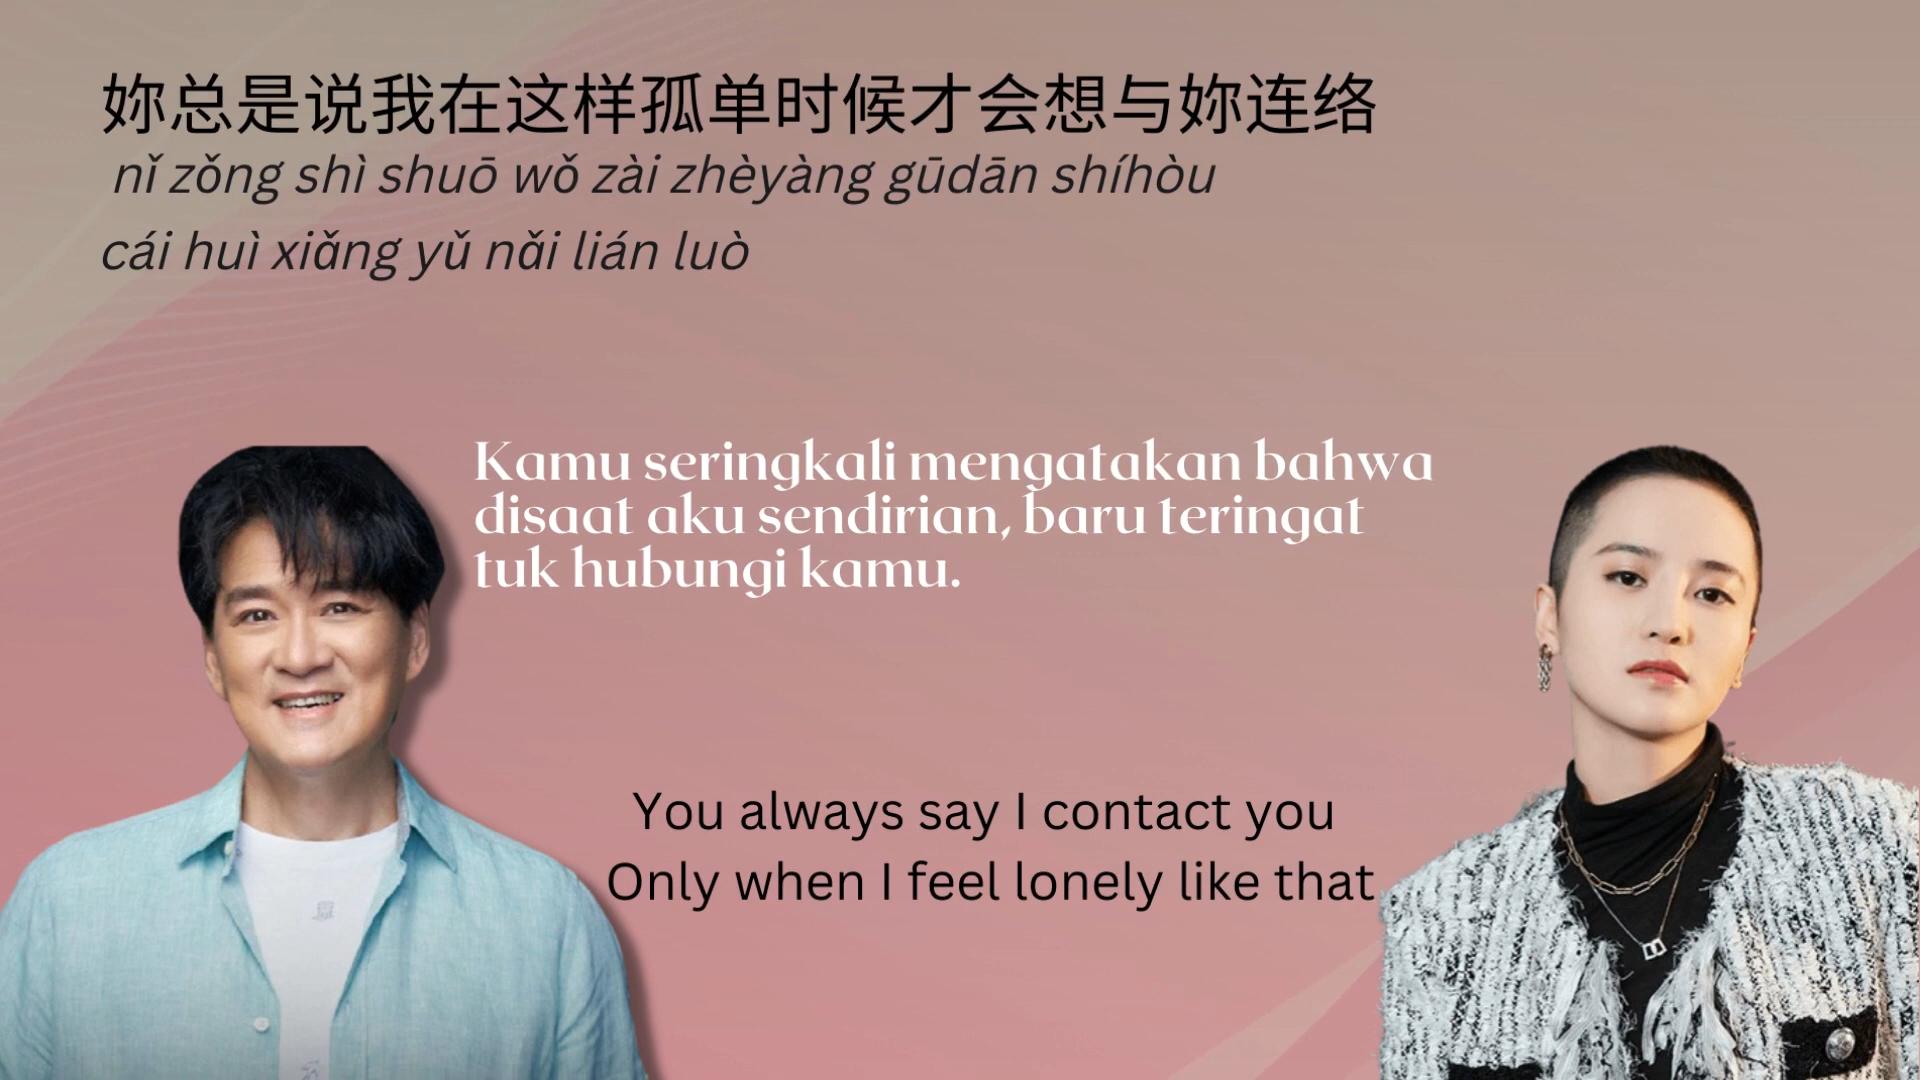 妳总是说我在这样孤单时候才会想与妳连络
nǐ zǒng shì shuō wǒ zài zhèyàng gūdān shíhòu
cái huì xiǎng yǔ nǎi lián luò
Kamu seringkali mengatakan bahwa
disaat aku sendirian, baru teringat
tuk hubungi kamu.
You always say I contact you
Only when I feel lonely like that